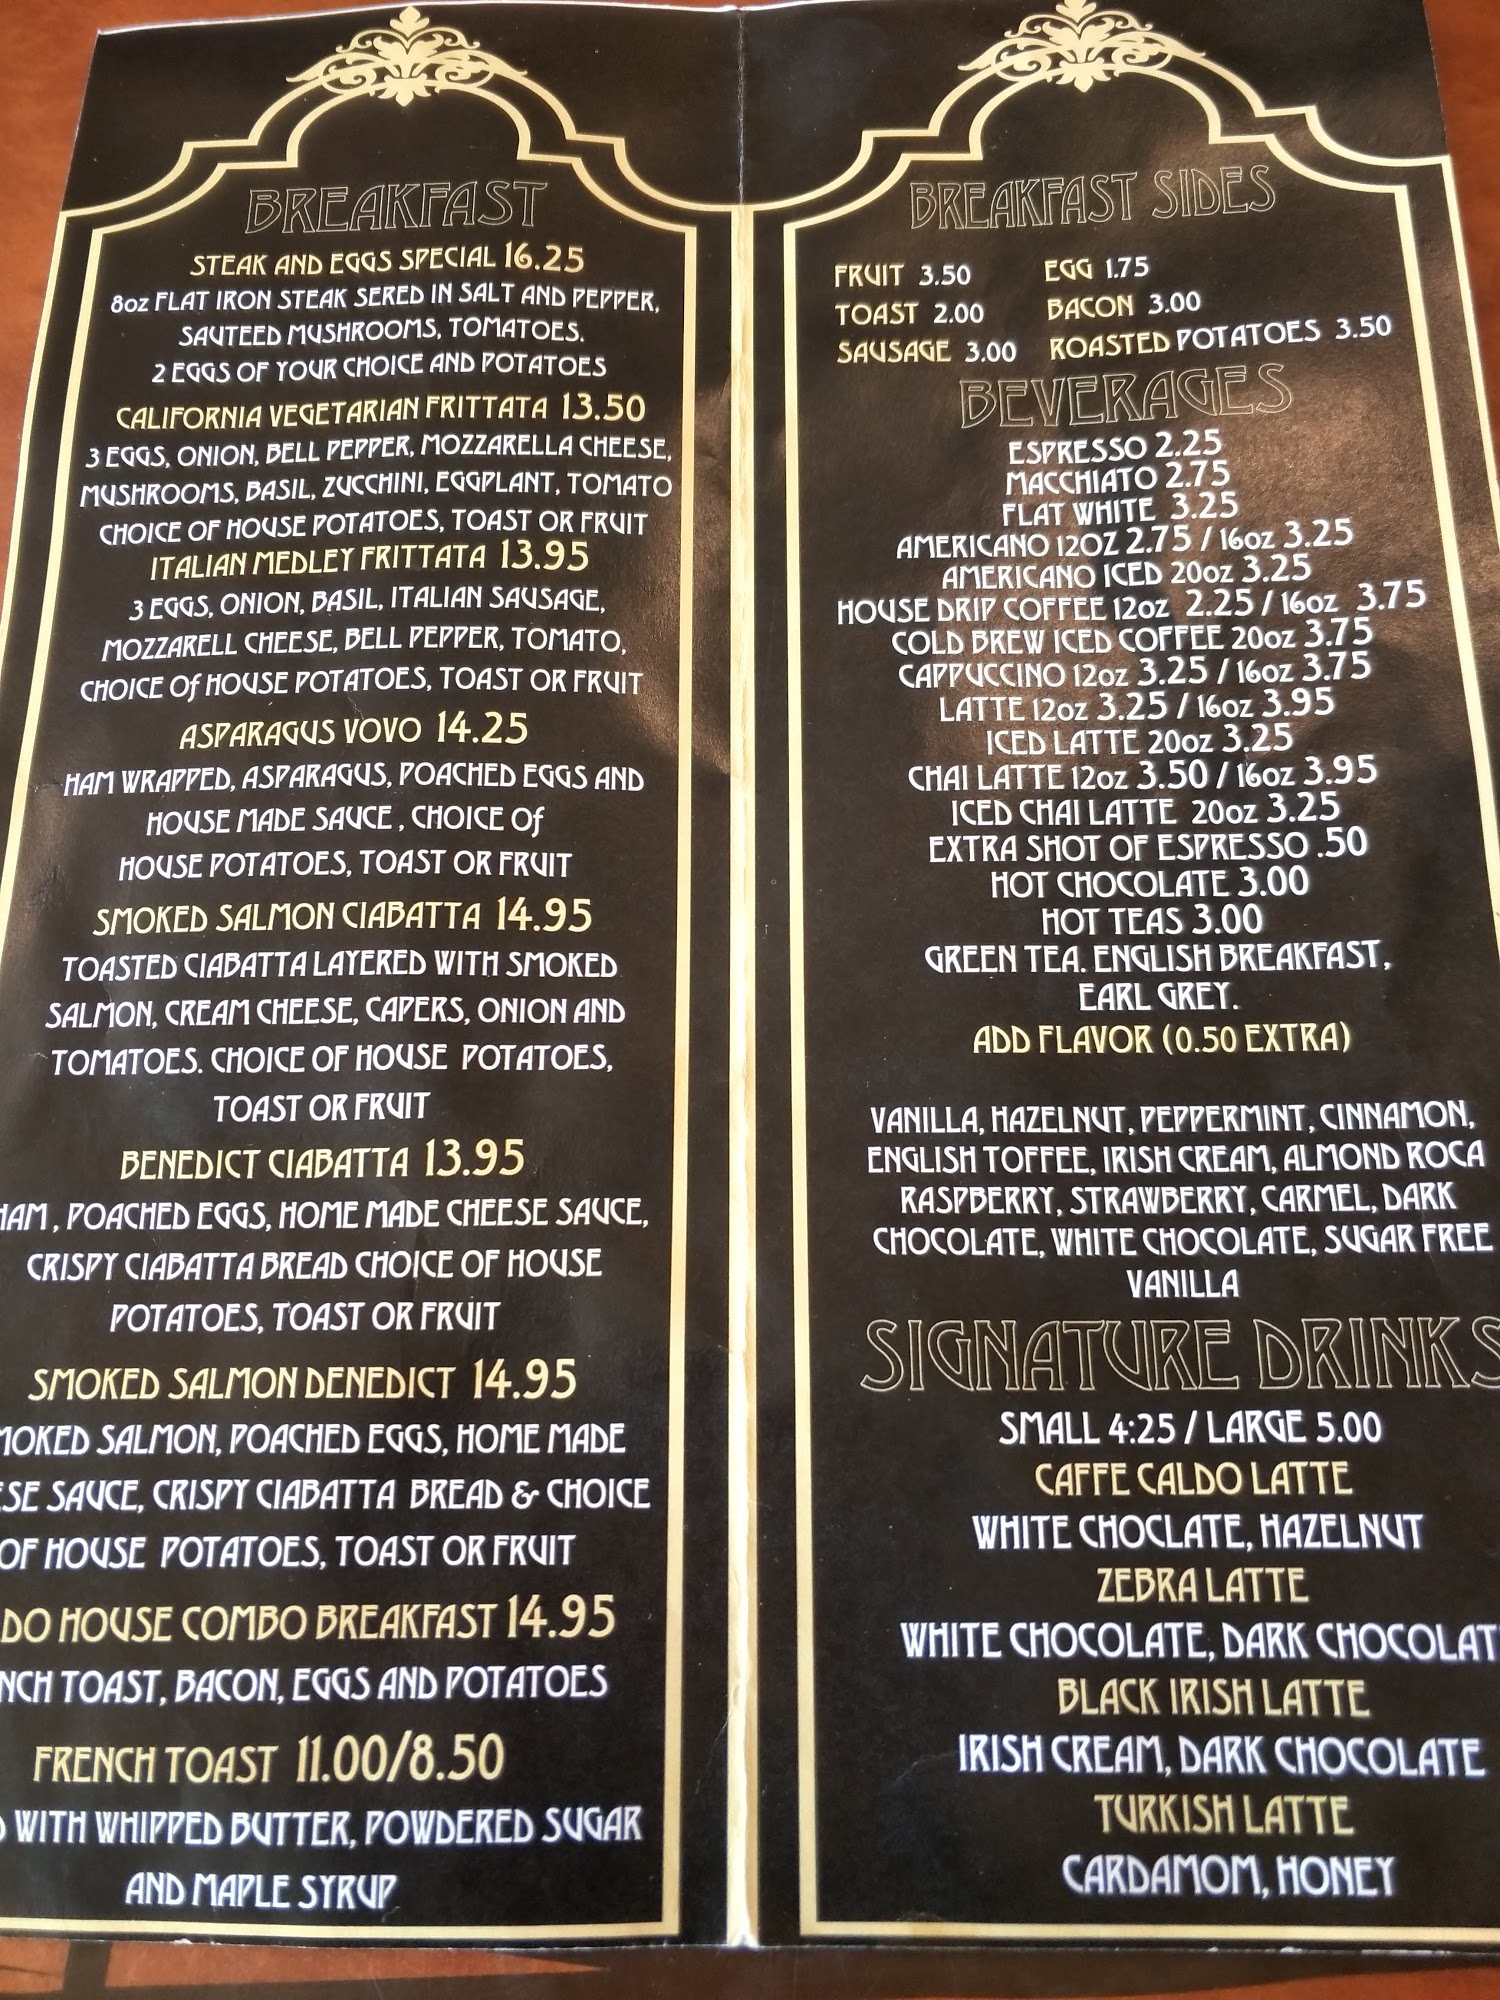 BREAKFAST
STEAK AND EGGS SPECIAL 16.25
8oz FLAT IRON STEAK SERED IN SALT AND PEPPER,
SAUTEED MUSHROOMS, TOMATOES.
2 EGGS OF YOUR CHOICE AND POTATOES
CALIFORNIA VEGETARIAN FRITTATA 13.50
3 EGGS, ONION, BELL PEPPER, MOZZARELLA CHEESE,
MUSHROOMS, BASIL, ZUCCHINI, EGGPLANT, TOMATO
CHOICE OF HOUSE POTATOES, TOAST OR FRUIT
ITALIAN MEDLEY FRITTATA 13.95
3 EGGS, ONION, BASIL, ITALIAN SAUSAGE,
MOZZARELL CHEESE, BELL PEPPER, TOMATO,
CHOICE Of HOUSE POTATOES, TOAST OR FRUIT
ASPARAGUS VOVO 14.25
HAM WRAPPED, ASPARAGUS, POACHED EGGS AND
HOUSE MADE SAUCE , CHOICE Of
HOUSE POTATOES, TOAST OR FRUIT
SMOKED SALMON CIABATTA 14.95
TOASTED CIABATTA LAYERED WITH SMOKED
SALMON, CREAM CHEESE, CAPERS, ONION AND
TOMATOES. CHOICE OF HOUSE POTATOES,
TOAST OR FRUIT
BENEDICT CIABATTA 13.95
HAM , POACHED EGGS, HOME MADE CHEESE SAUCE,
CRISPY CIABATTA BREAD CHOICE OF HOUSE
POTATOES, TOAST OR FRUIT
SMOKED SALMON DENEDICT 14.95
MOKED SALMON, POACHED EGGS, HOME MADE
ESE SAUCE, CRISPY CIABATTA BREAD & CHOICE
OF HOUSE POTATOES, TOAST OR FRUIT
DO HOUSE COMBO BREAKFAST 14.95
NCH TOAST, BACON, EGGS AND POTATOES
FRENCH TOAST 11.00/8.50
D WITH WHIPPED BUTTER, POWDERED SUGAR
AND MAPLE SYRUP
BREAKFAST SIDES
FRUIT 3.50 EGG 1.75
TOAST 2.00 BACON 3.00
SAUSAGE 3.00 ROASTED POTATOES 3.50
BEVERAGES
ESPRESSO 2.25
MACCHIATO 2.75
FLAT WHITE 3.25
AMERICANO 12OZ 2.75 / 16oz 3.25
AMERICANO ICED 20oz 3.25
HOUSE DRIP COFFEE 12oz 2.25 / 16oz 3.75
COLD BREW ICED COFFEE 20oz 3.75
CAPPUCCINO 12oz 3.25 / 16oz 3.75
LATTE 12oz 3.25 / 16oz 3.95
ICED LATTE 20oz 3.25
CHAI LATTE 12oz 3.50 / 16oz 3.95
ICED CHAI LATTE 20oz 3.25
EXTRA SHOT OF ESPRESSO .50
HOT CHOCOLATE 3.00
HOT TEAS 3.00
GREEN TEA. ENGLISH BREAKFAST,
EARL GREY.
ADD FLAVOR (0.50 EXTRA)
VANILLA, HAZELNUT, PEPPERMINT, CINNAMON,
ENGLISH TOFFEE, IRISH CREAM, ALMOND ROCA
RASPBERRY, STRAWBERRY, CARMEL, DARK
CHOCOLATE, WHITE CHOCOLATE, SUGAR FREE
VANILLA
SIGNATURE DRINKS
SMALL 4:25 / LARGE 5.00
CAFFE CALDO LATTE
WHITE CHOCLATE, HAZELNUT
ZEBRA LATTE
WHITE CHOCOLATE, DARK CHOCOLAT
BLACK IRISH LATTE
IRISH CREAM, DARK CHOCOLATE
TURKISH LATTE
CARDAMOM, HONEY